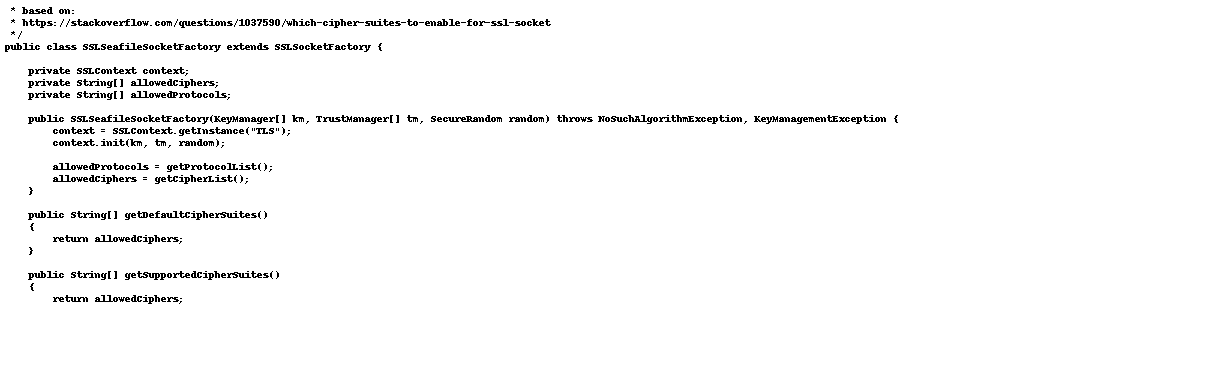 * based on:
 * https://stackoverflow.com/questions/1037590/which-cipher-suites-to-enable-for-ssl-socket
 */
public class SSLSeafileSocketFactory extends SSLSocketFactory {
    private SSLContext context;
    private String[] allowedCiphers;
    private String[] allowedProtocols;
    public SSLSeafileSocketFactory(KeyManager[] km, TrustManager[] tm, SecureRandom random) throws NoSuchAlgorithmException, KeyManagementException {
        context = SSLContext.getInstance("TLS");
        context.init(km, tm, random);
        allowedProtocols = getProtocolList();
        allowedCiphers = getCipherList();
    }
    public String[] getDefaultCipherSuites()
    {
        return allowedCiphers;
    }
    public String[] getSupportedCipherSuites()
    {
        return allowedCiphers;